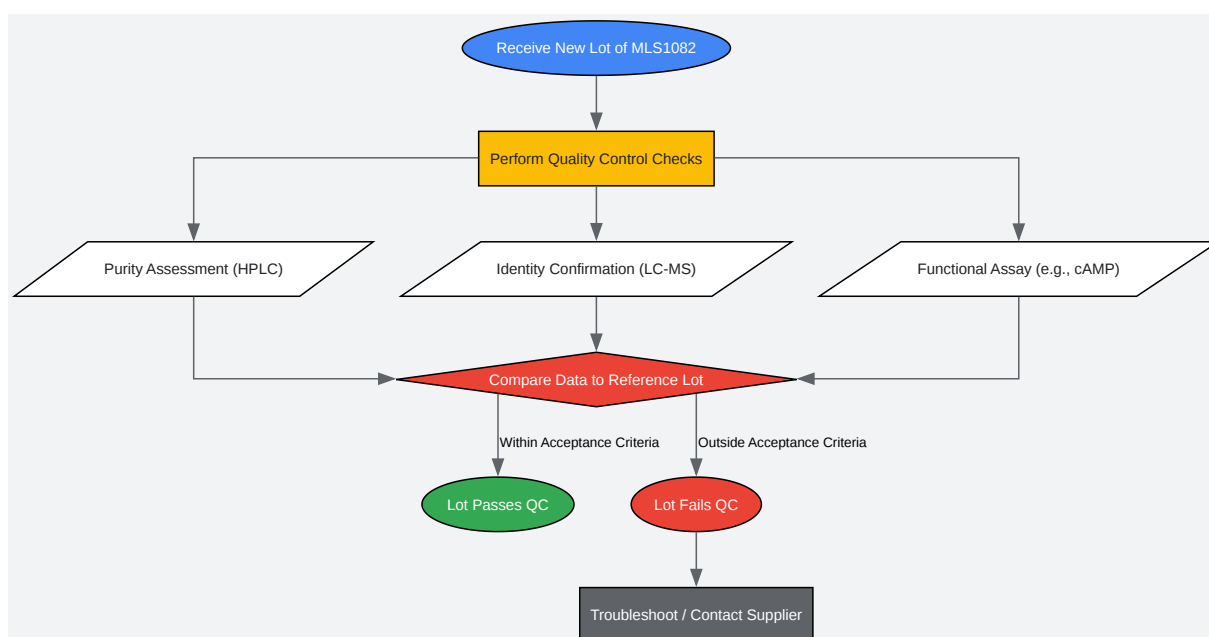 Receive New Lot of MLS1082
Perform Quality Control Checks
Purity Assessment (HPLC)
Identity Confirmation (LC-MS)
Functional Assay (e.g., cAMP)
Compare Data to Reference Lot
Within Acceptance Criteria
Outside Acceptance Criteria
Lot Passes QC
Lot Fails QC
Troubleshoot / Contact Supplier